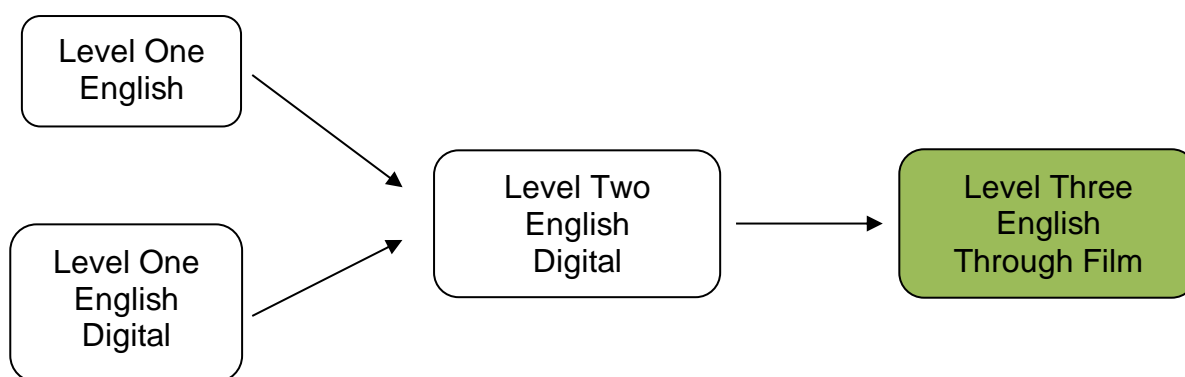 Level One
English
Level One
English
Digital
Level Two
English
Digital
Level Three
English
Through Film